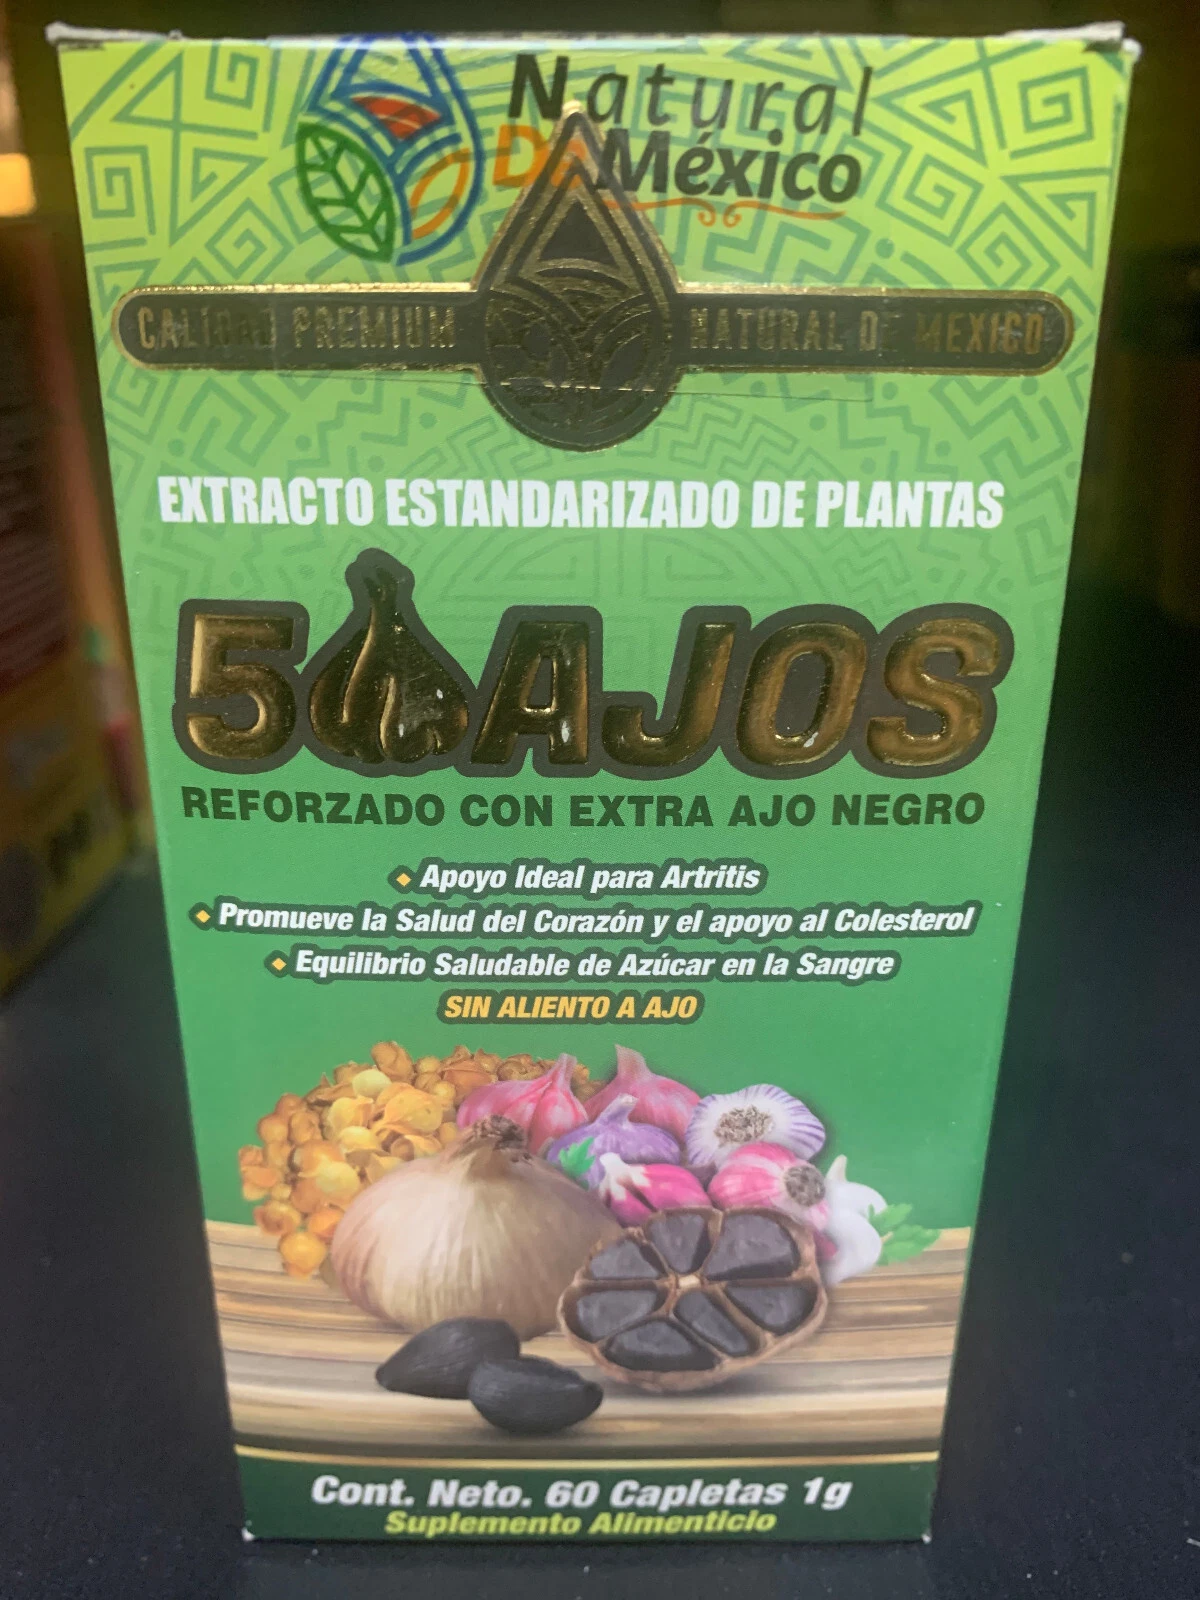 Natural
De México
CALIDAD PREMIUM NATURAL DE MEXICO
EXTRACTO ESTANDARIZADO DE PLANTAS
5 AJOS
REFORZADO CON EXTRA AJO NEGRO
Apoyo Ideal para Artritis
Promueve la Salud del Corazón y el apoyo al Colesterol
Equilibrio Saludable de Azúcar en la Sangre
SIN ALIENTO A AJO
Cont. Neto. 60 Capletas 1g
Suplemento Alimenticio